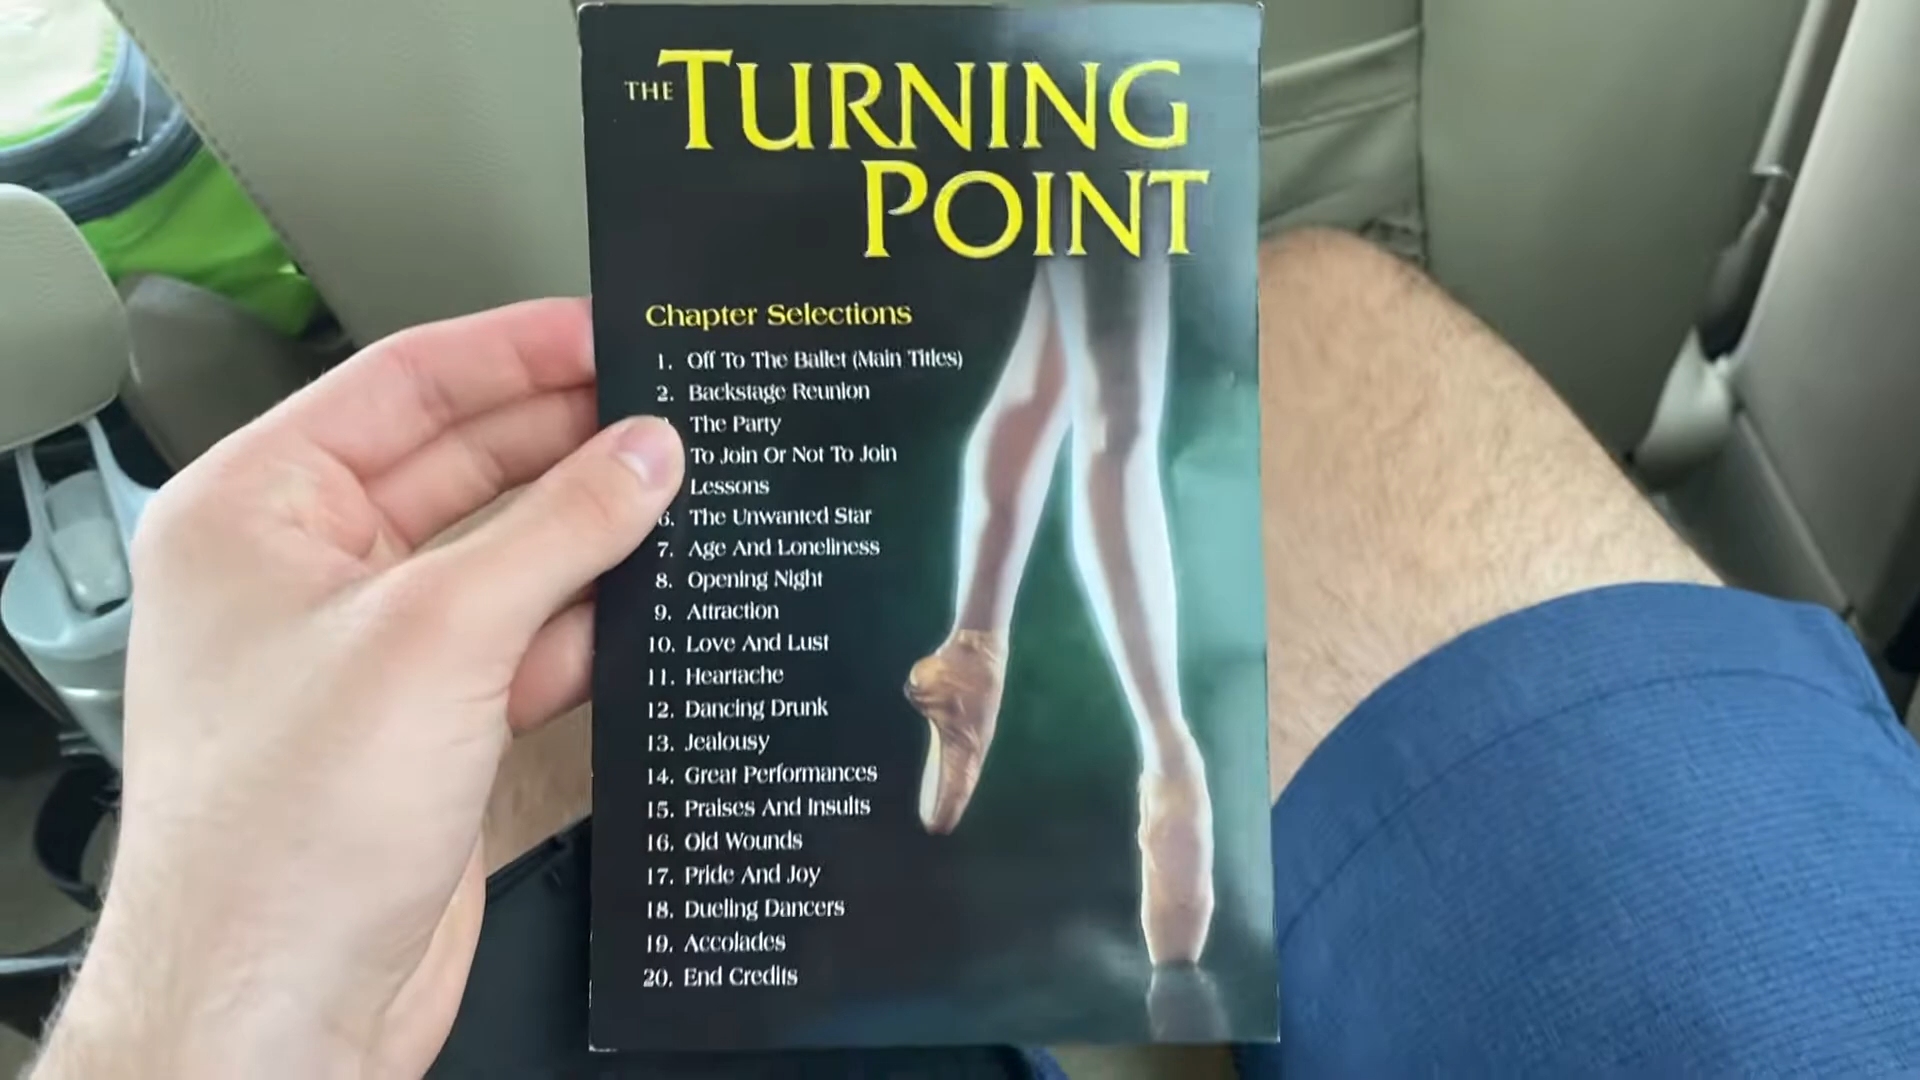 THE TURNING
POINT
Chapter Selections
1. Off To The Ballet (Main Titles)
2. Backstage Reunion
The Party
To Join Or Not To Join
Lessons
6. The Unwanted Star
7. Age And Loneliness
8. Opening Night
9. Attraction
10. Love And Lust
11. Heartache
12. Dancing Drunk
13. Jealousy
14. Great Performances
15. Praises And Insults
16. Old Wounds
17. Pride And Joy
18. Dueling Dancers
19. Accolades
20. End Credits